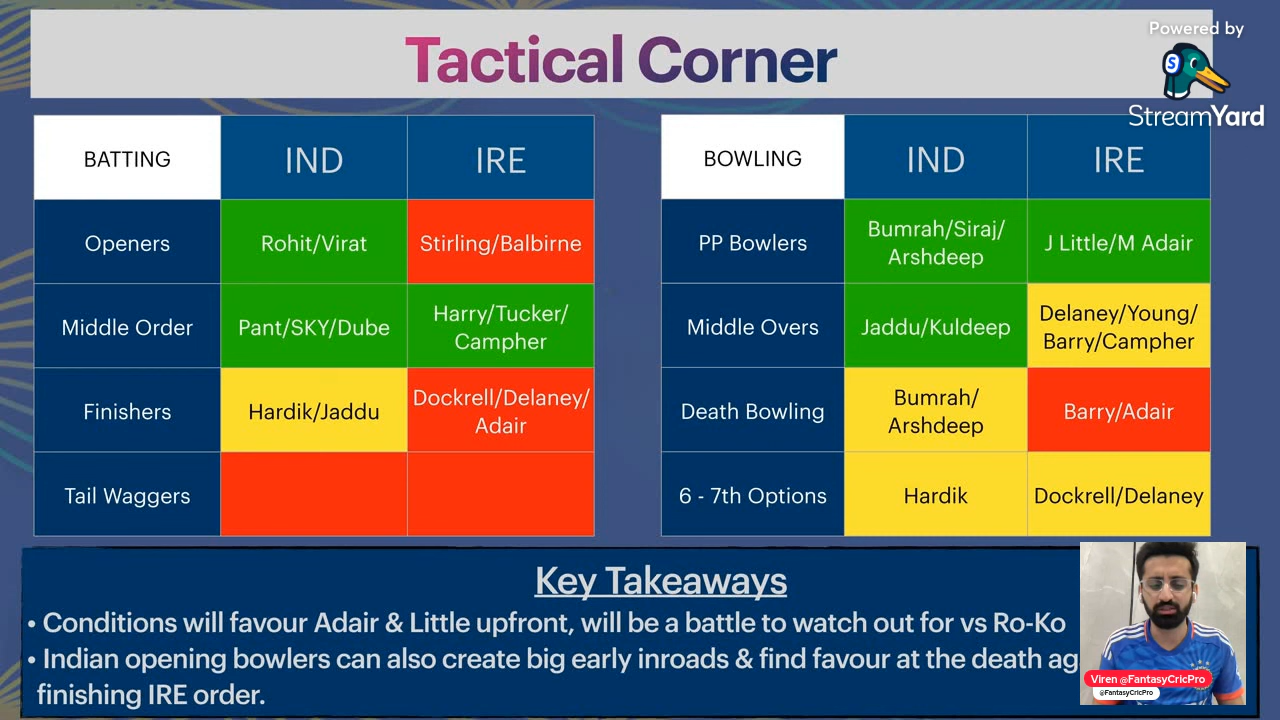 Tactical Corner
Powered by
StreamYard
BATTING IND IRE
Openers Rohit/Virat Stirling/Balbirne
Middle Order Pant/SKY/Dube Harry/Tucker/
Campher
Finishers Hardik/Jaddu Dockrell/Delaney/
Adair
Tail Waggers
BOWLING IND IRE
PP Bowlers Bumrah/Siraj/
Arshdeep J Little/M Adair
Middle Overs Jaddu/Kuldeep Delaney/Young/
Barry/Campher
Death Bowling Bumrah/
Arshdeep Barry/Adair
6 - 7th Options Hardik Dockrell/Delaney
Key Takeaways
• Conditions will favour Adair & Little upfront, will be a battle to watch out for vs Ro-Ko
• Indian opening bowlers can also create big early inroads & find favour at the death ag
finishing IRE order.
Viren @FantasyCricPro
@FantasyCricPro